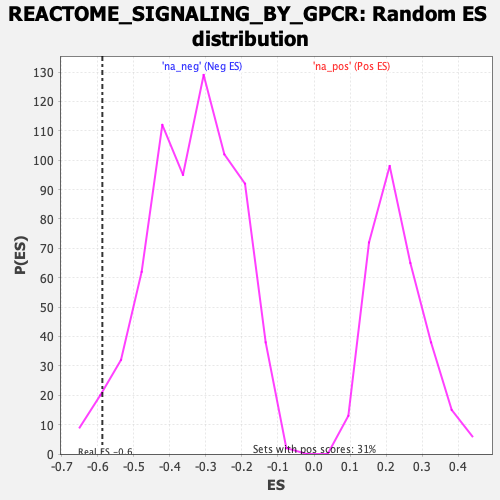 REACTOME_SIGNALING_BY_GPCR: Random ES
distribution
'na_neg' (Neg ES)
'na_pos' (Pos ES)
130
120
110
100
90
80
70
60
50
40
30
20
10
0
P(ES)
Real ES -0.6
Sets with pos scores: 31%
-0.7 -0.6 -0.5 -0.4 -0.3 -0.2 -0.1 0.0 0.1 0.2 0.3 0.4
ES